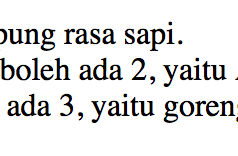 pung rasa sapi.
boleh ada 2, yaitu
ada 3, yaitu goreng